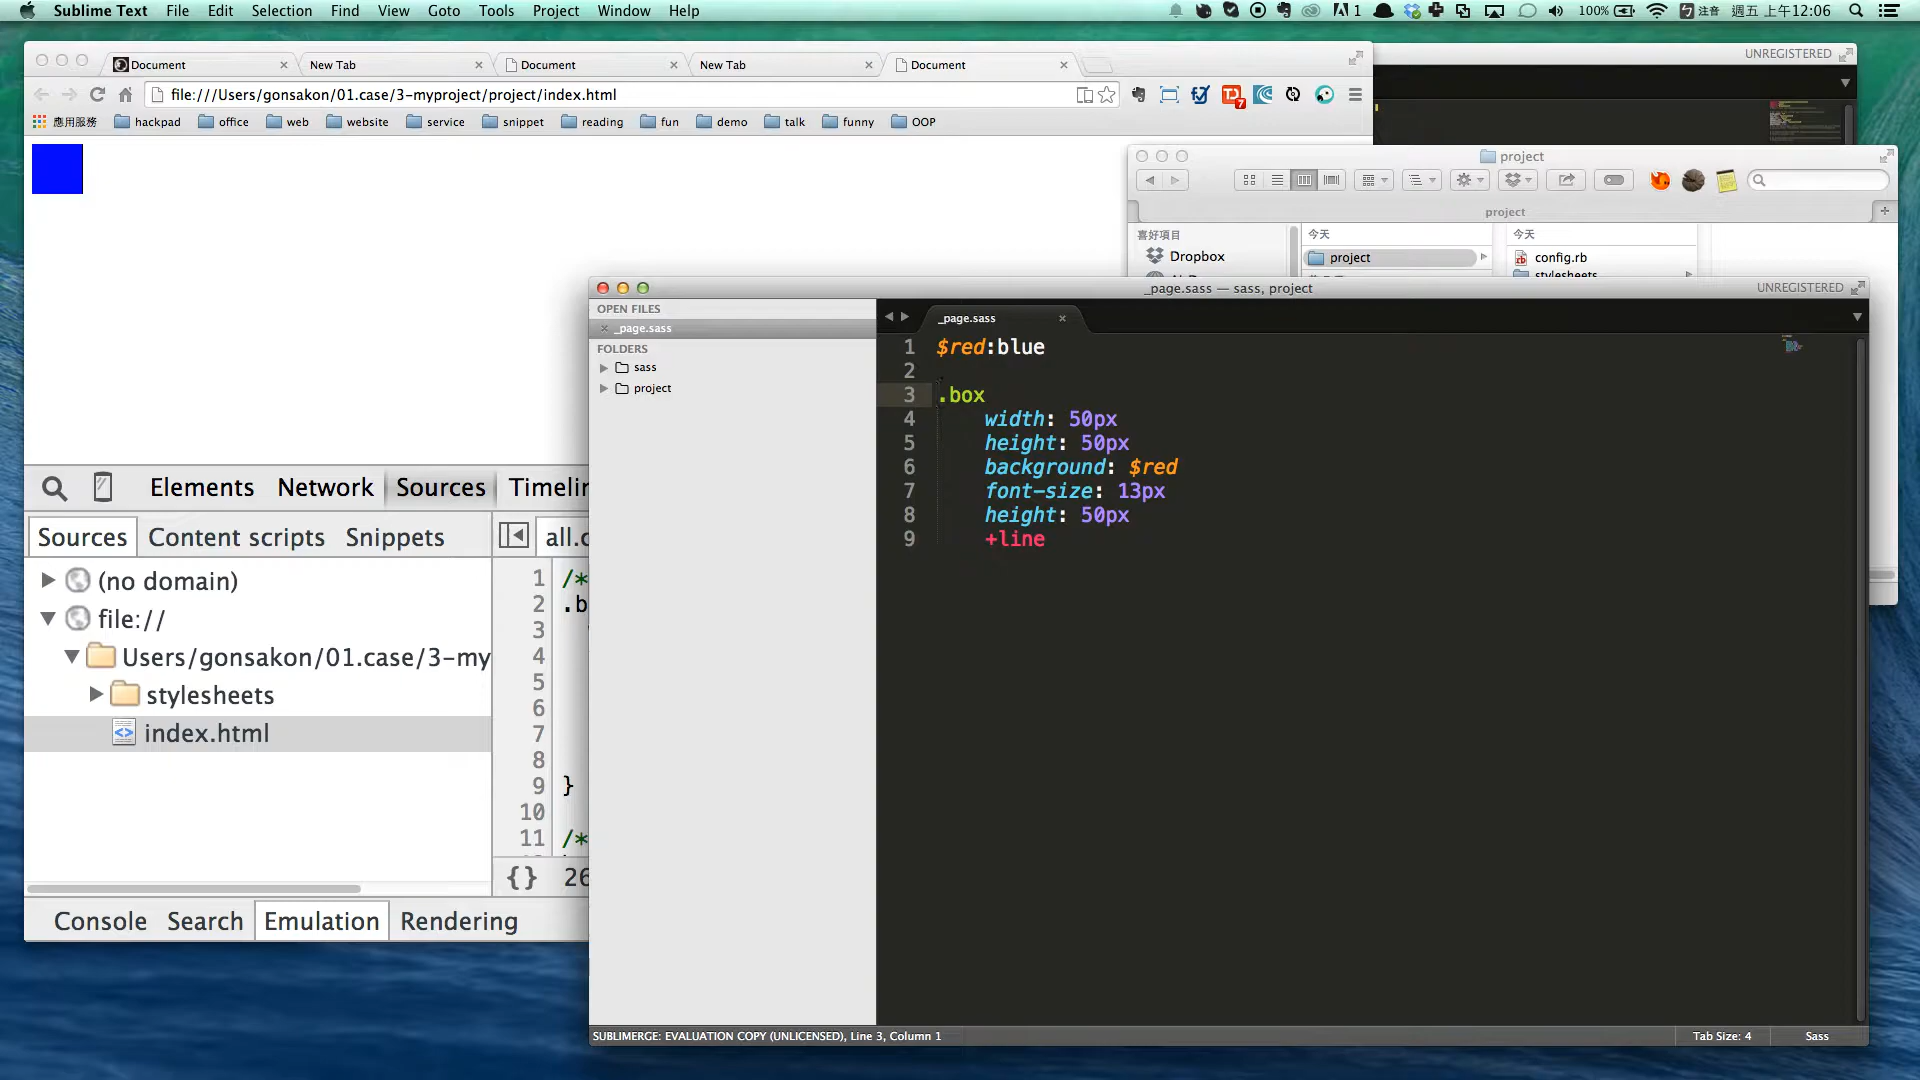 Sublime Text File Edit Selection Find View Goto Tools Project Window Help
1 100% 注音 週五 上午12:06
Document New Tab Document New Tab Document
UNREGISTERED
file:///Users/gonsakon/01.case/3-myproject/project/index.html
7
應用服務 hackpad office web website service snippet reading fun demo talk funny OOP
project
project
喜好項目
今天
今天
Dropbox
project
config.rb
stylesheets
_page.sass — sass, project
UNREGISTERED
OPEN FILES
_page.sass
FOLDERS
sass
project
_page.sass
1 $red:blue
2
3 .box
4 width: 50px
5 height: 50px
6 background: $red
7 font-size: 13px
8 height: 50px
9 +line
Elements Network Sources Timelin
Sources Content scripts Snippets
all.c
(no domain)
file://
Users/gonsakon/01.case/3-my
stylesheets
index.html
1 /*
2 .b
3
4
5
6
7
8
9 }
10
11 /*
{} 26
Console Search Emulation Rendering
SUBLIMERGE: EVALUATION COPY (UNLICENSED), Line 3, Column 1
Tab Size: 4
Sass